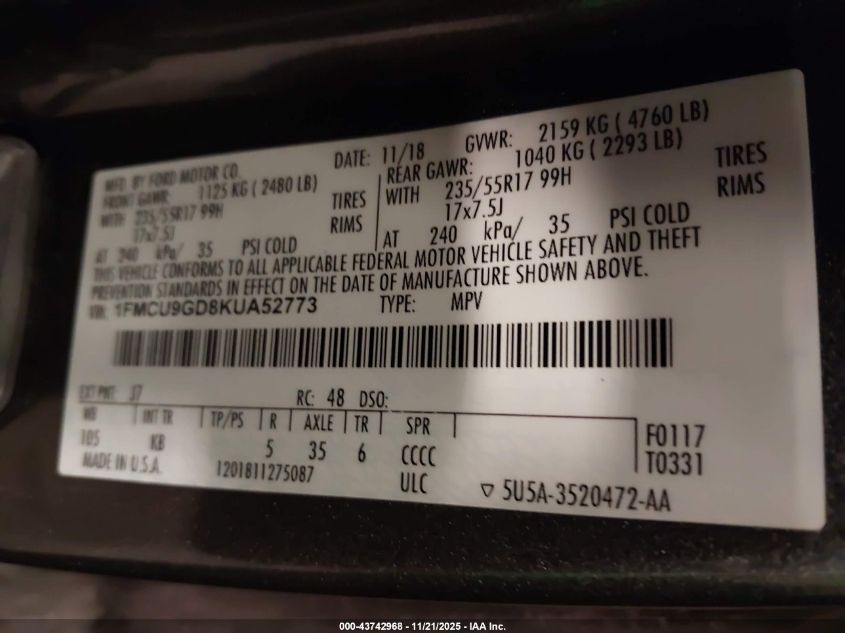 MFD. BY FORD MOTOR CO.
DATE: 11/18 GVWR: 2159 KG ( 4760 LB)
FRONT GAWR: 1125 KG ( 2480 LB)
REAR GAWR: 1040 KG ( 2293 LB)
WITH 235/55R17 99H TIRES
WITH 235/55R17 99H TIRES
17x7.5J RIMS
17x7.5J RIMS
AT 240 kPa/ 35 PSI COLD
AT 240 kPa/ 35 PSI COLD
THIS VEHICLE CONFORMS TO ALL APPLICABLE FEDERAL MOTOR VEHICLE SAFETY AND THEFT
PREVENTION STANDARDS IN EFFECT ON THE DATE OF MANUFACTURE SHOWN ABOVE.
VIN: 1FMCU9GD8KUA52773 TYPE: MPV
EXT PNT: J7 RC: 48 DSO:
WB INT TR TP/PS R AXLE TR SPR
105 KB 5 35 6 CCCC
F0117
T0331
MADE IN U.S.A. 1201811275087 ULC ▽ 5U5A-3520472-AA
000-43742968 - 11/21/2025 - IAA Inc.